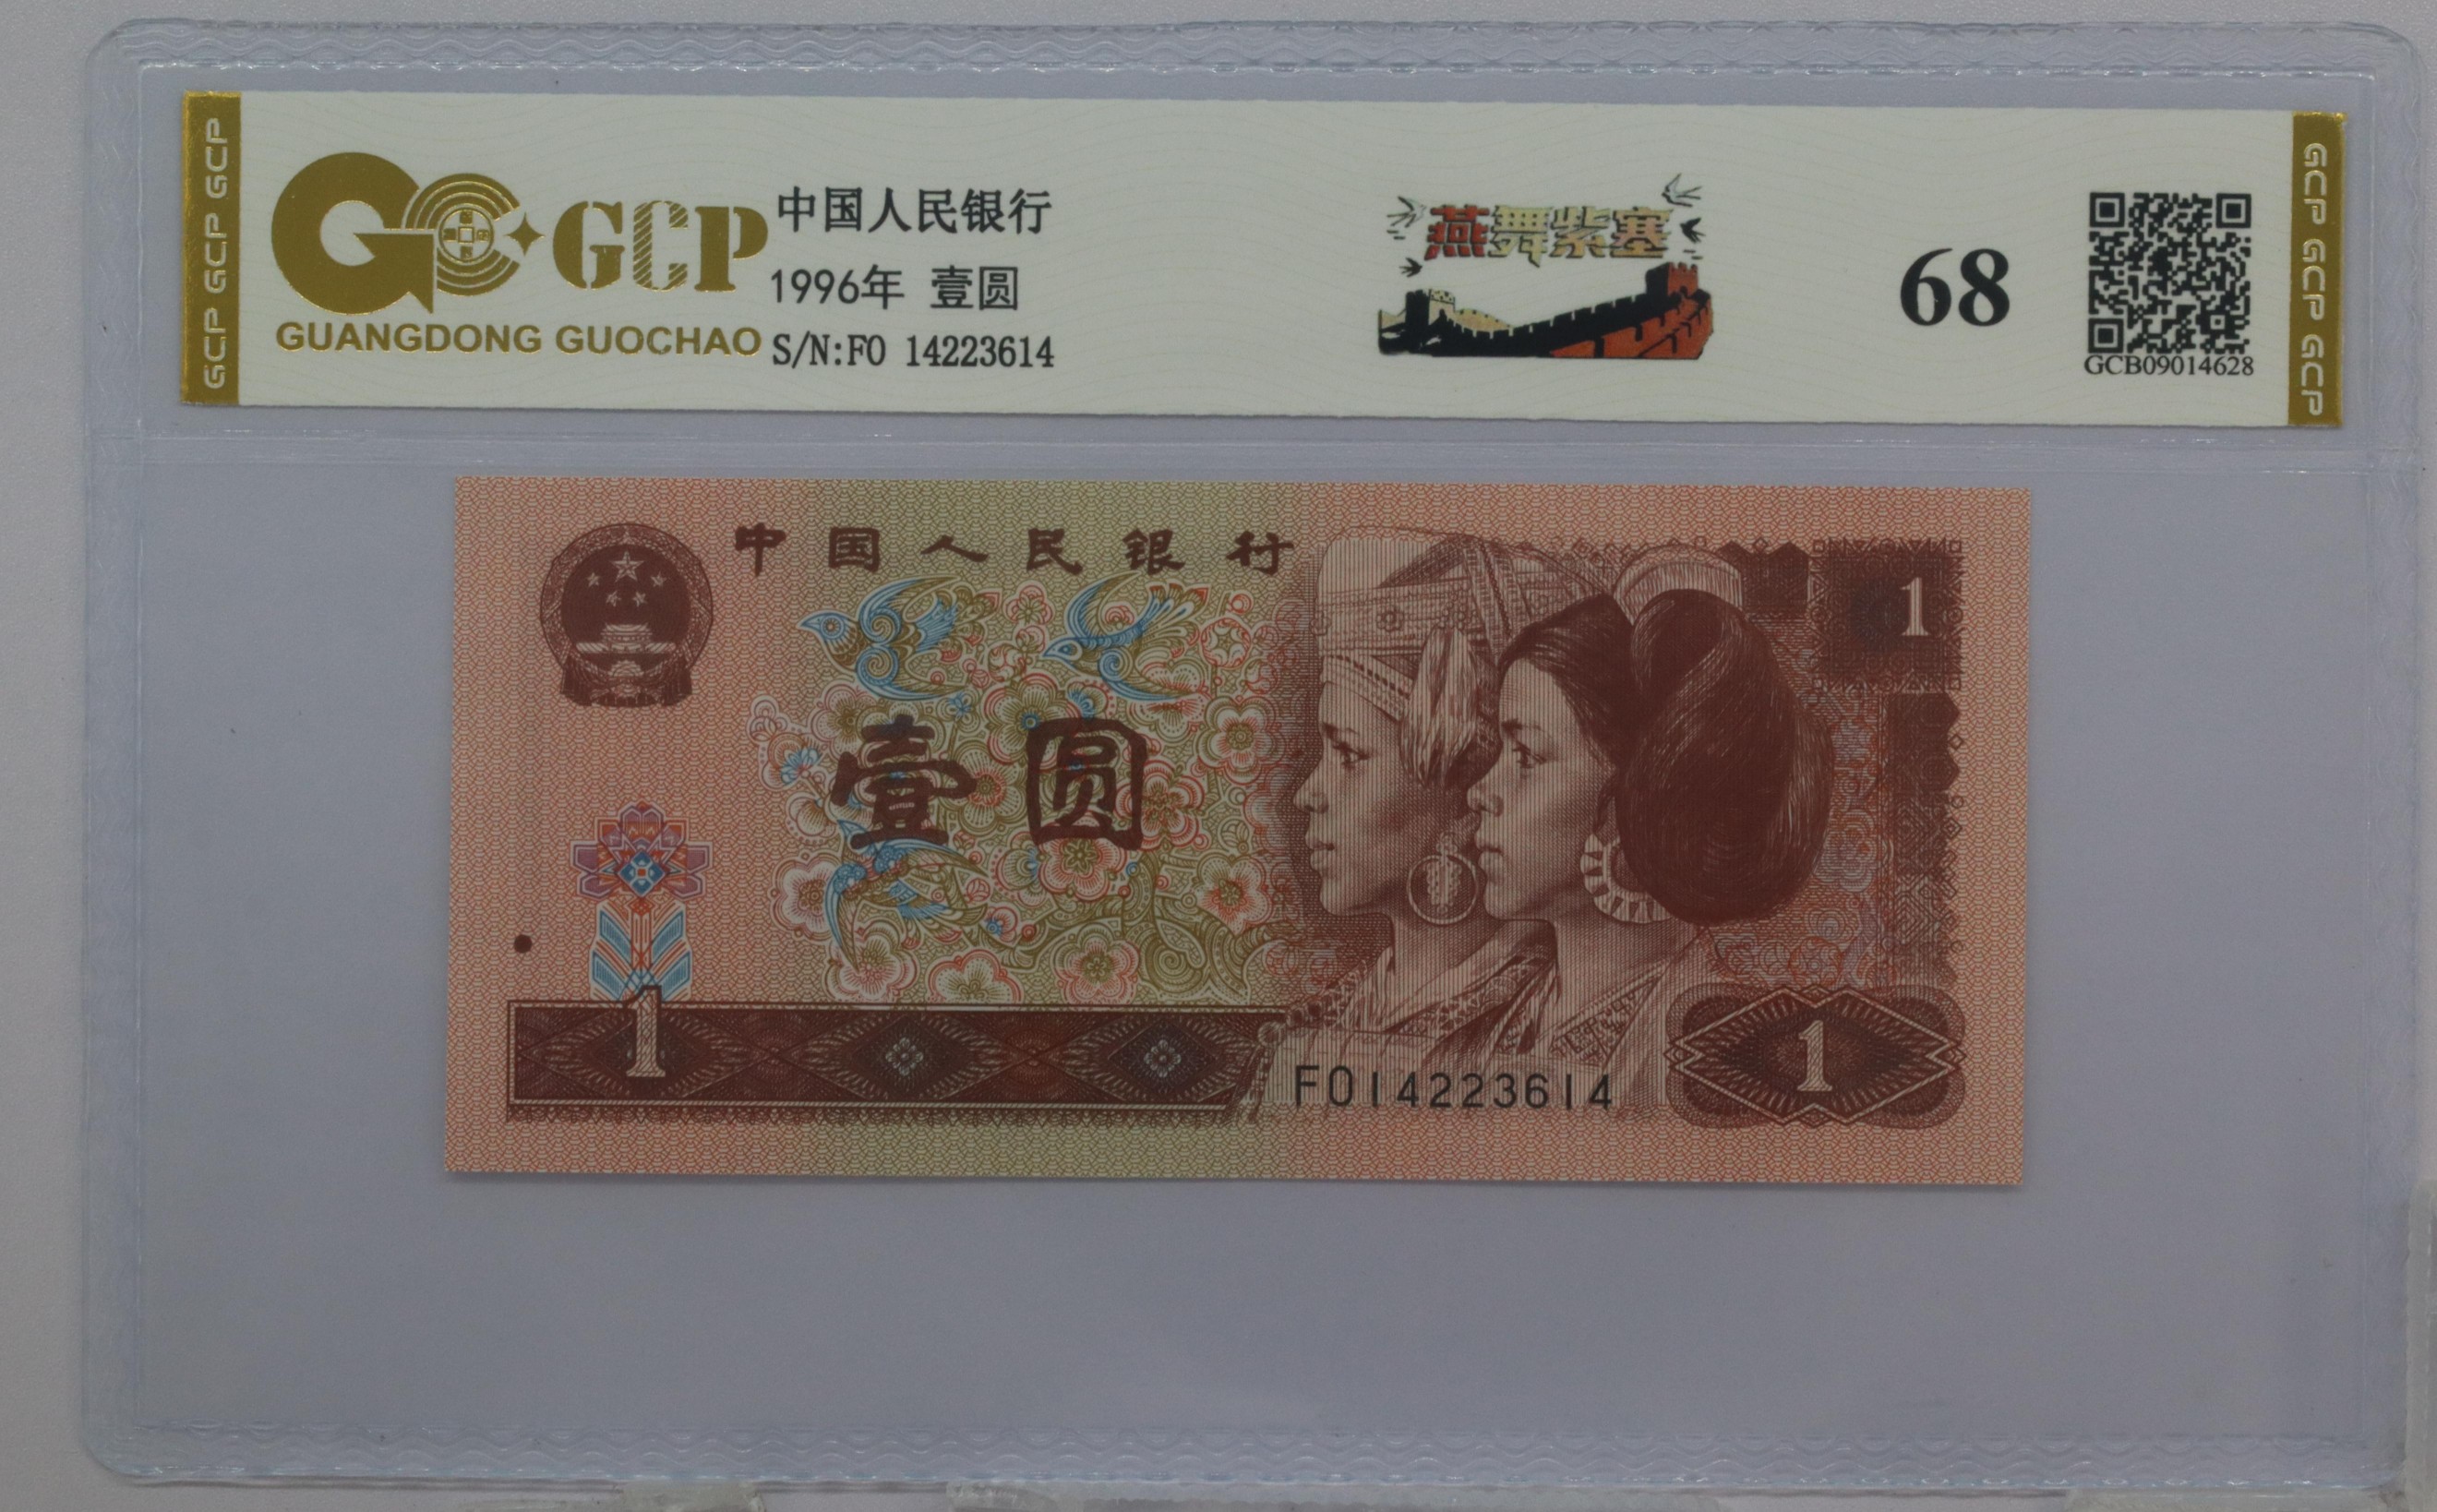 GCP GCP GCP
GCP
GUANGDONG GUOCHAO
中国人民银行
1996年 壹圆
S/N:FO 14223614
燕舞紫塞
68
GCB09014628
GCP GCP GCP
中国人民银行
1
壹圆
1
FO14223614
1